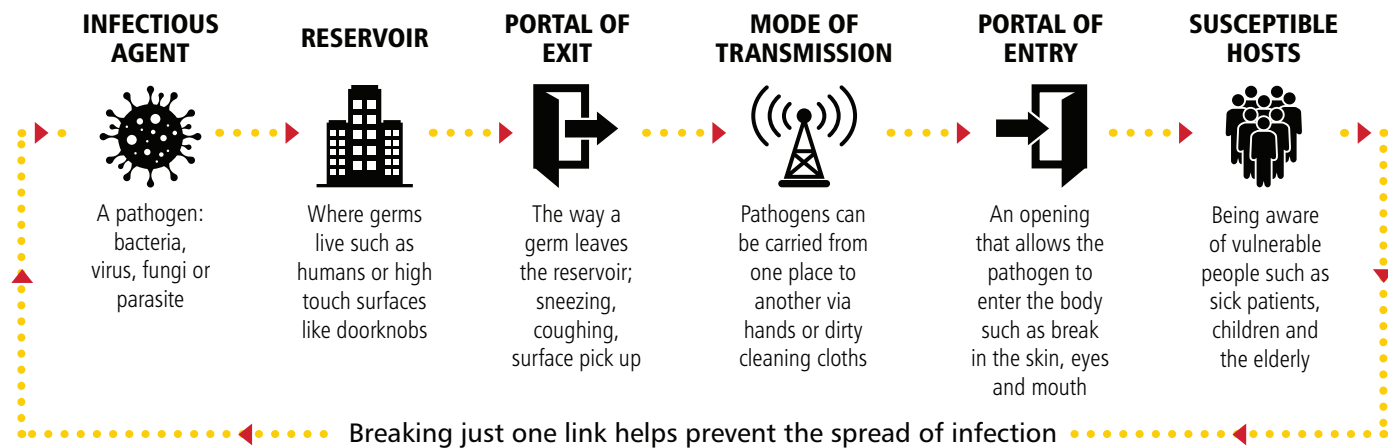 INFECTIOUS
AGENT
A pathogen:
bacteria,
virus, fungi or
parasite
RESERVOIR
Where germs
live such as
humans or high
touch surfaces
like doorknobs
PORTAL OF
EXIT
The way a
germ leaves
the reservoir;
sneezing,
coughing,
surface pick up
MODE OF
TRANSMISSION
Pathogens can
be carried from
one place to
another via
hands or dirty
cleaning cloths
PORTAL OF
ENTRY
An opening
that allows the
pathogen to
enter the body
such as break
in the skin, eyes
and mouth
SUSCEPTIBLE
HOSTS
Being aware
of vulnerable
people such as
sick patients,
children and
the elderly
Breaking just one link helps prevent the spread of infection